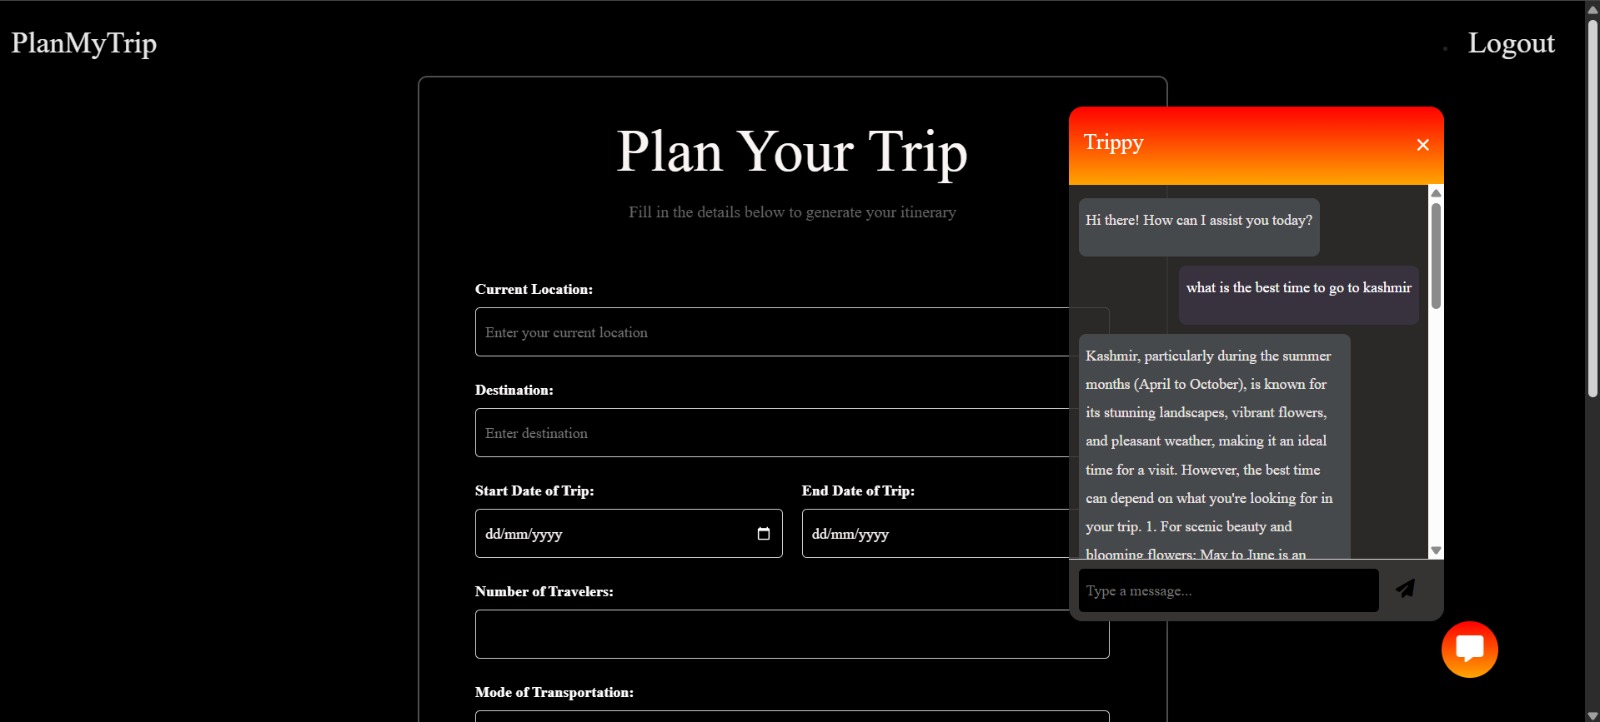 PlanMyTrip
Logout
Plan Your Trip
Fill in the details below to generate your itinerary
Current Location:
Enter your current location
Destination:
Enter destination
Start Date of Trip:
End Date of Trip:
dd/mm/yyyy
dd/mm/yyyy
Number of Travelers:
Mode of Transportation:
Trippy
×
Hi there! How can I assist you today?
what is the best time to go to kashmir
Kashmir, particularly during the summer
months (April to October), is known for
its stunning landscapes, vibrant flowers,
and pleasant weather, making it an ideal
time for a visit. However, the best time
can depend on what you're looking for in
your trip. 1. For scenic beauty and
blooming flowers: May to June is an
Type a message...